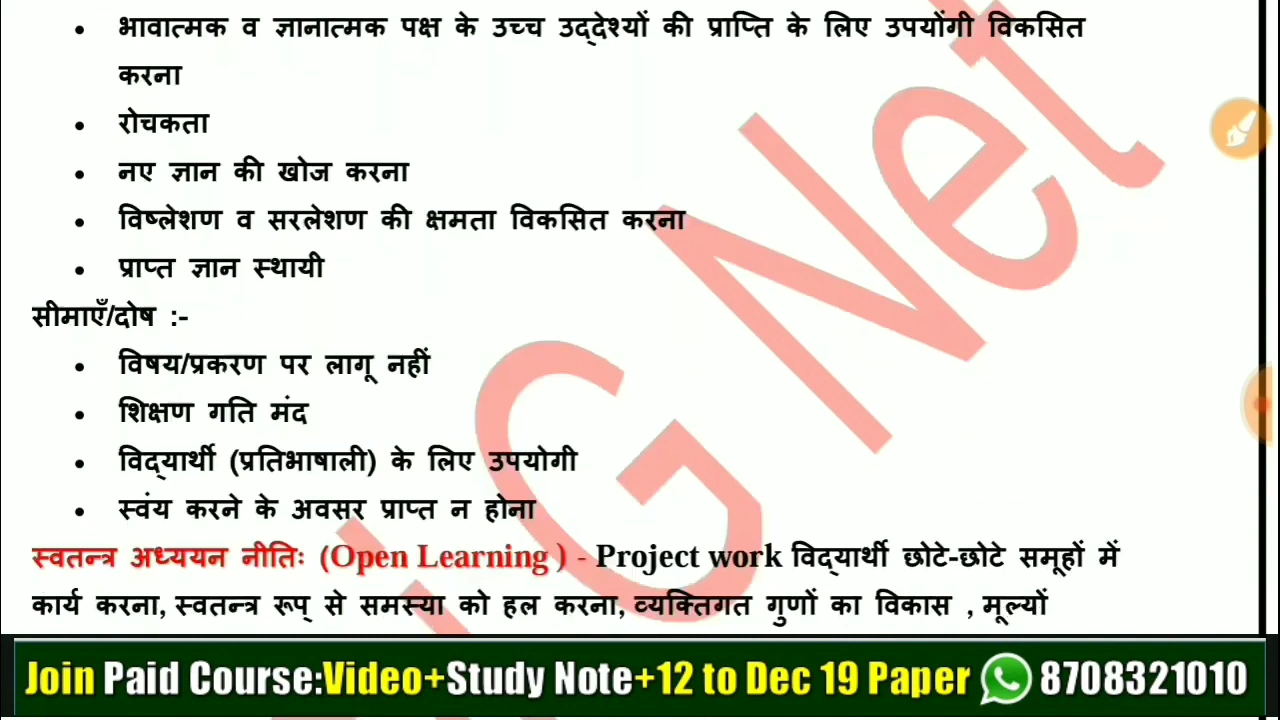 • भावात्मक व ज्ञानात्मक पक्ष के उच्च उद्देश्यों की प्राप्ति के लिए उपयोंगी विकसित
करना
• रोचकता
• नए ज्ञान की खोज करना
• विष्लेशण व सरलेशण की क्षमता विकसित करना
• प्राप्त ज्ञान स्थायी
सीमाएँ/दोष :-
• विषय/प्रकरण पर लागू नहीं
• शिक्षण गति मंद
• विद्यार्थी (प्रतिभाषाली) के लिए उपयोगी
• स्वंय करने के अवसर प्राप्त न होना
स्वतन्त्र अध्ययन नीतिः (Open Learning ) - Project work विद्यार्थी छोटे-छोटे समूहों में
कार्य करना, स्वतन्त्र रूप् से समस्या को हल करना, व्यक्तिगत गुणों का विकास , मूल्यों
G Net
Join Paid Course:Video+Study Note+12 to Dec 19 Paper 8708321010